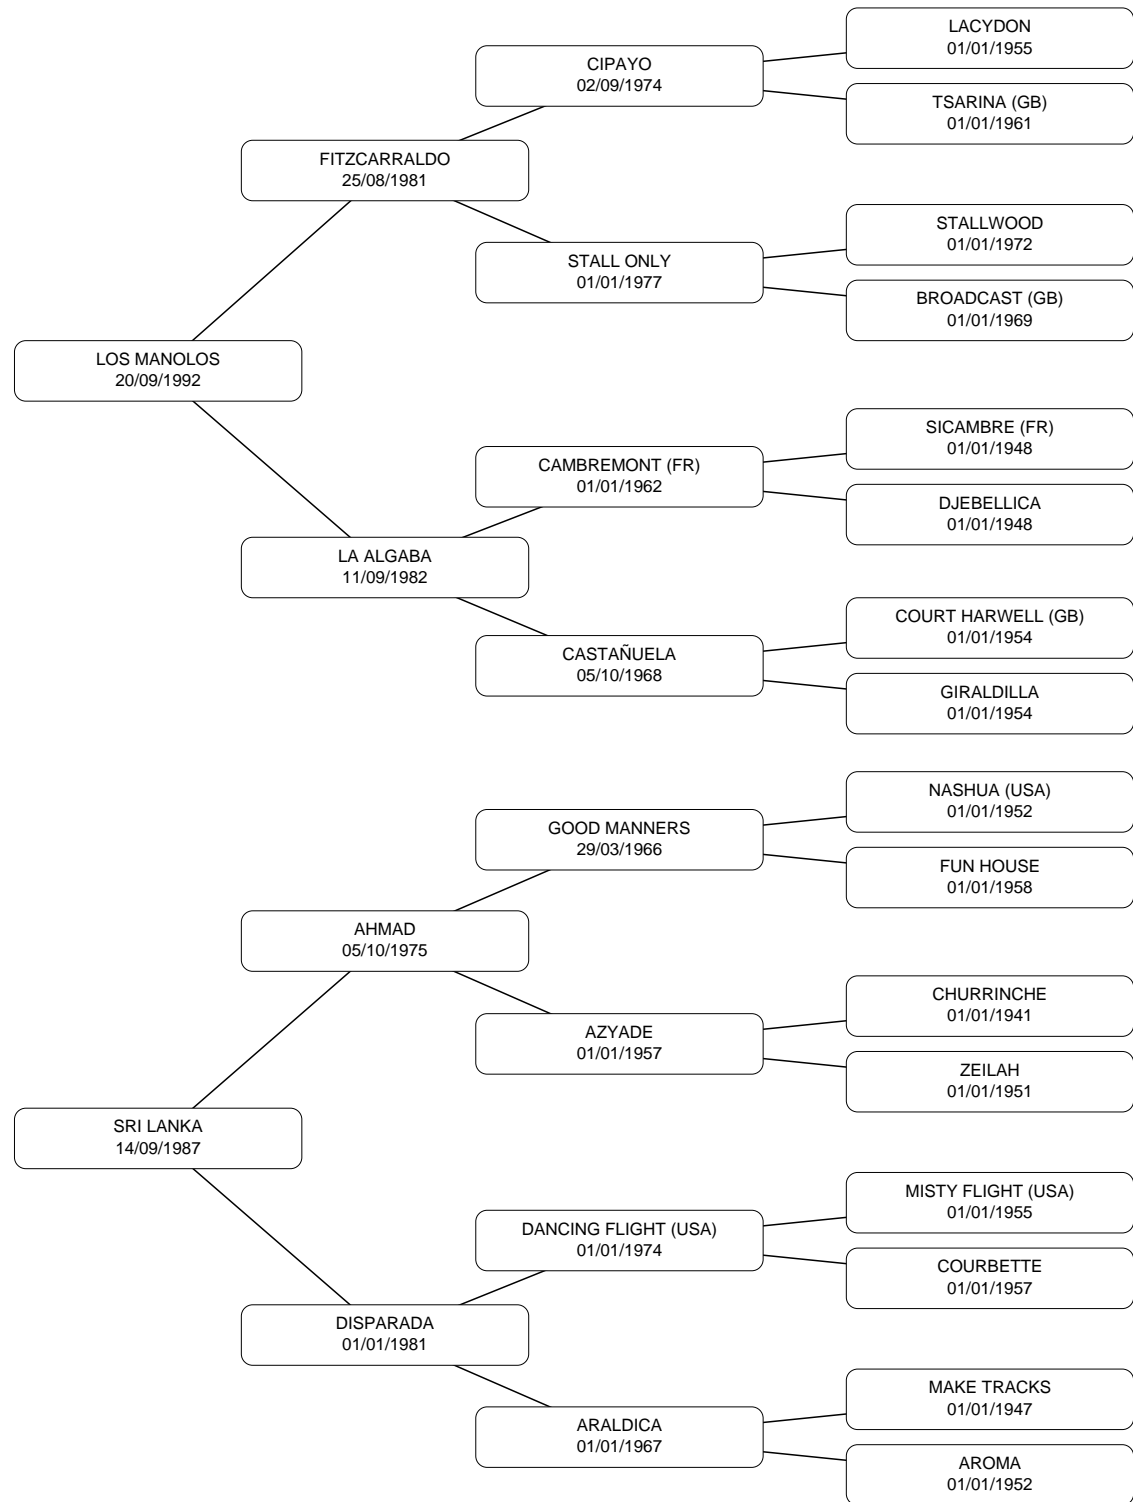 LACYDON
01/01/1955
CIPAYO
02/09/1974
TSARINA (GB)
01/01/1961
FITZCARRALDO
25/08/1981
STALLWOOD
01/01/1972
STALL ONLY
01/01/1977
BROADCAST (GB)
01/01/1969
LOS MANOLOS
20/09/1992
SICAMBRE (FR)
01/01/1948
CAMBREMONT (FR)
01/01/1962
DJEBELLICA
01/01/1948
LA ALGABA
11/09/1982
COURT HARWELL (GB)
01/01/1954
CASTAÑUELA
05/10/1968
GIRALDILLA
01/01/1954
NASHUA (USA)
01/01/1952
GOOD MANNERS
29/03/1966
FUN HOUSE
01/01/1958
AHMAD
05/10/1975
CHURRINCHE
01/01/1941
AZYADE
01/01/1957
ZEILAH
01/01/1951
SRI LANKA
14/09/1987
MISTY FLIGHT (USA)
01/01/1955
DANCING FLIGHT (USA)
01/01/1974
COURBETTE
01/01/1957
DISPARADA
01/01/1981
MAKE TRACKS
01/01/1947
ARALDICA
01/01/1967
AROMA
01/01/1952